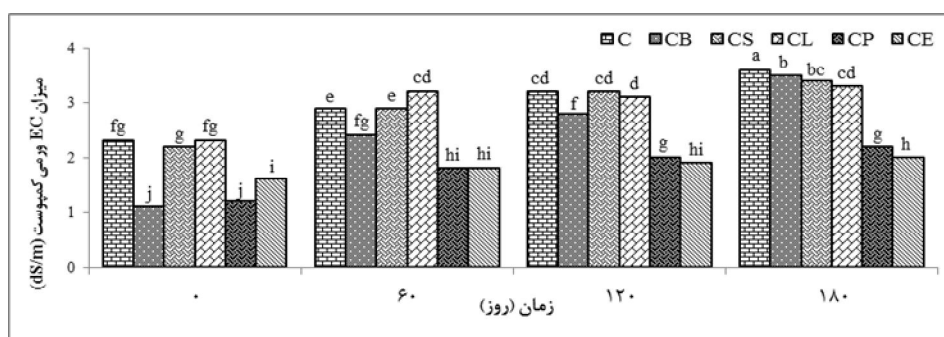 C CB CS CL CP CE
میزان EC ورمی کمپوست (dS/m)
4
3
2
1
0
fg j g fg j i
e fg e cd hi hi
cd f cd d g hi
a b bc cd g h
۰ ۶۰ ۱۲۰ ۱۸۰
زمان (روز)